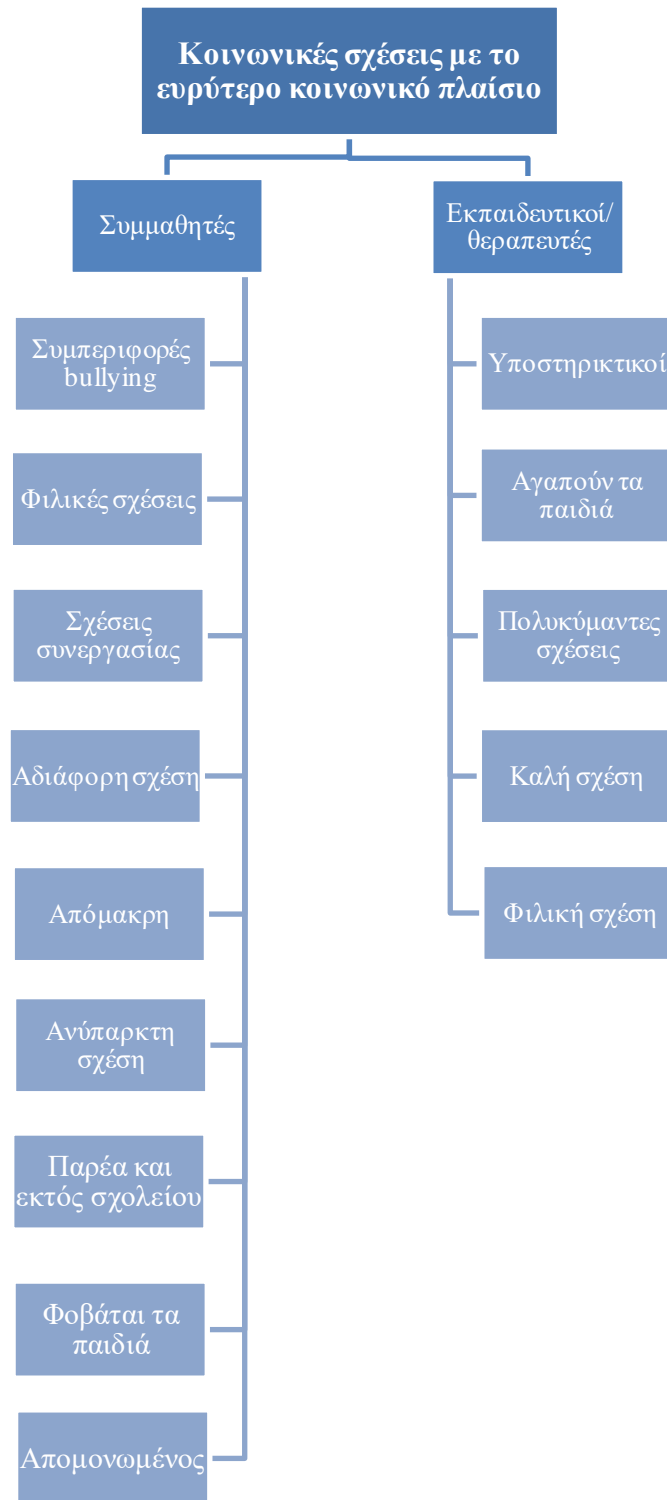 Κοινωνικές σχέσεις με το
ευρύτερο κοινωνικό πλαίσιο
Συμμαθητές
Συμπεριφορές
bullying
Φιλικές σχέσεις
Σχέσεις
συνεργασίας
Αδιάφορη σχέση
Απόμακρη
Ανύπαρκτη
σχέση
Παρέα και
εκτός σχολείου
Φοβάται τα
παιδιά
Απομονωμένος
Εκπαιδευτικοί/
θεραπευτές
Υποστηρικτικοί
Αγαπούν τα
παιδιά
Πολυκύμαντες
σχέσεις
Καλή σχέση
Φιλική σχέση